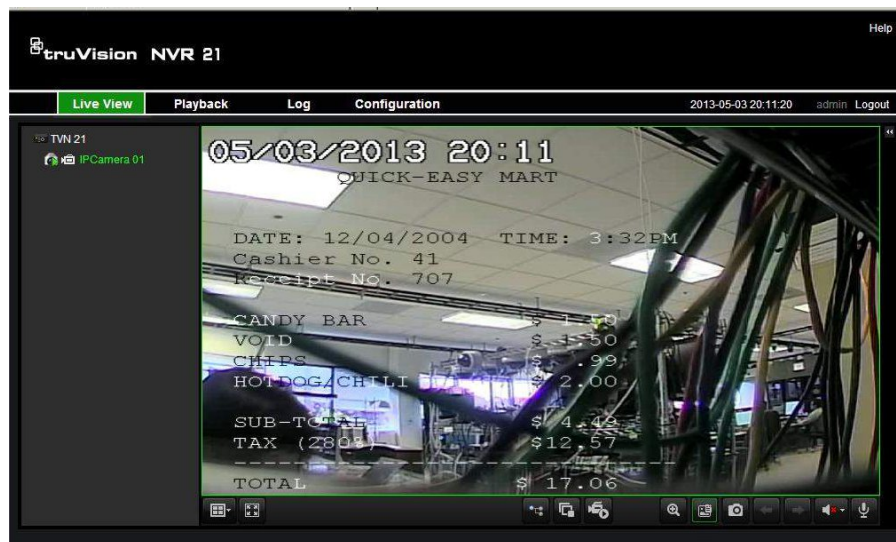 Help
truVision NVR 21
Live View Playback Log Configuration 2013-05-03 20:11:20 admin Logout
TVN 21
IPCamera 01
05/03/2013 20:11
QUICK-EASY MART
DATE: 12/04/2004 TIME: 3:32PM
Cashier No. 41
Receipt No. 707
CANDY BAR $ 1.50
VOID $ 1.50
CHIPS $ .99
HOTDOG/CHILI $ 2.00
SUB-TOTAL $ 4.49
TAX (280%) $12.57
TOTAL $ 17.06